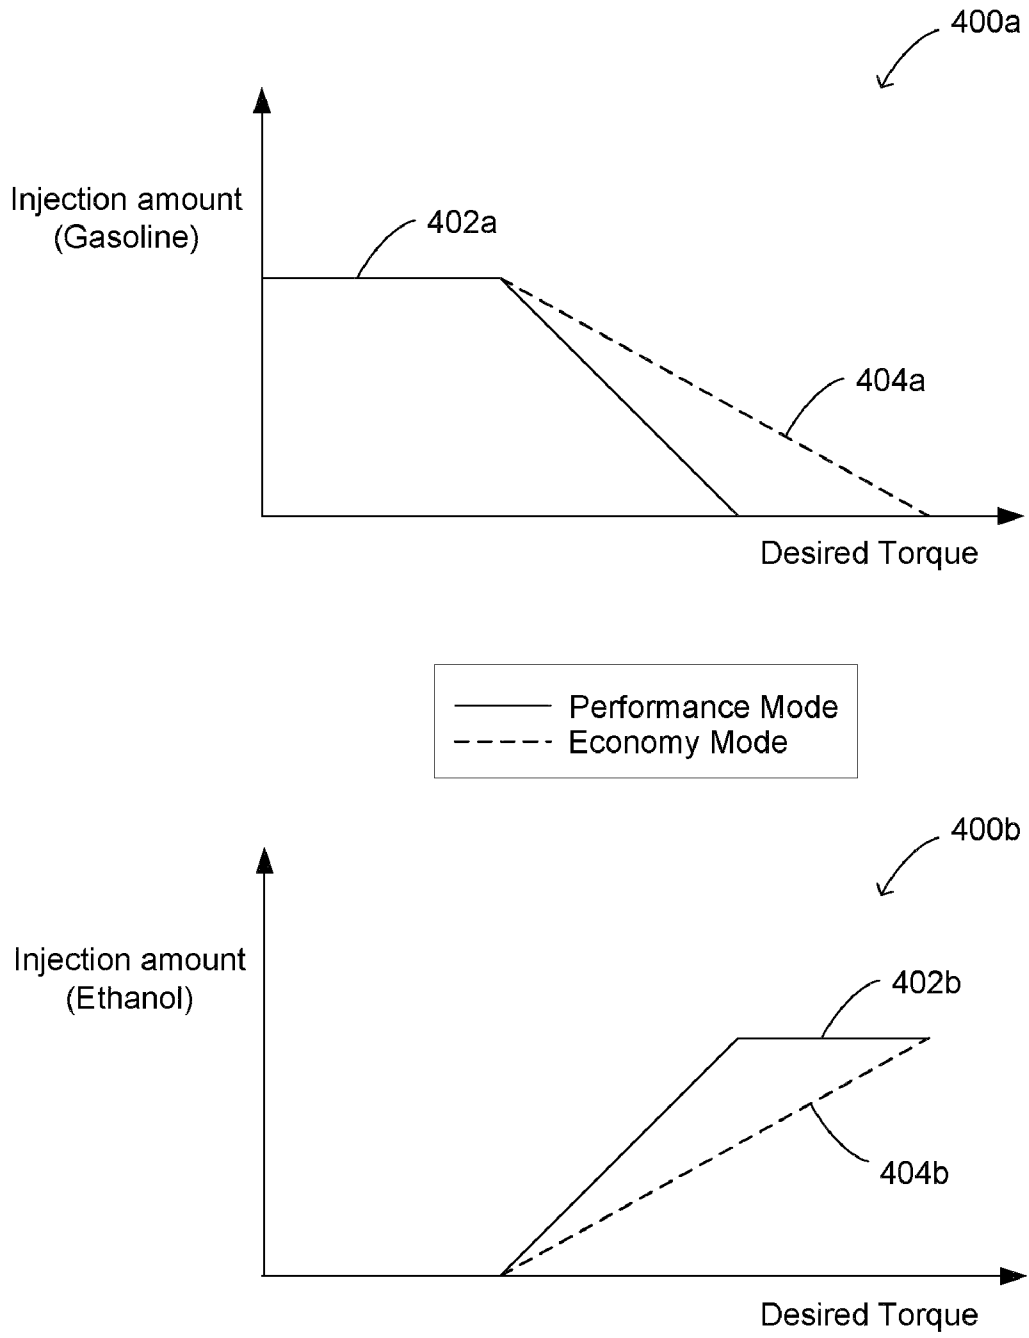 400a
Injection amount
(Gasoline)
402a
404a
Desired Torque
Performance Mode
Economy Mode
400b
Injection amount
(Ethanol)
402b
404b
Desired Torque